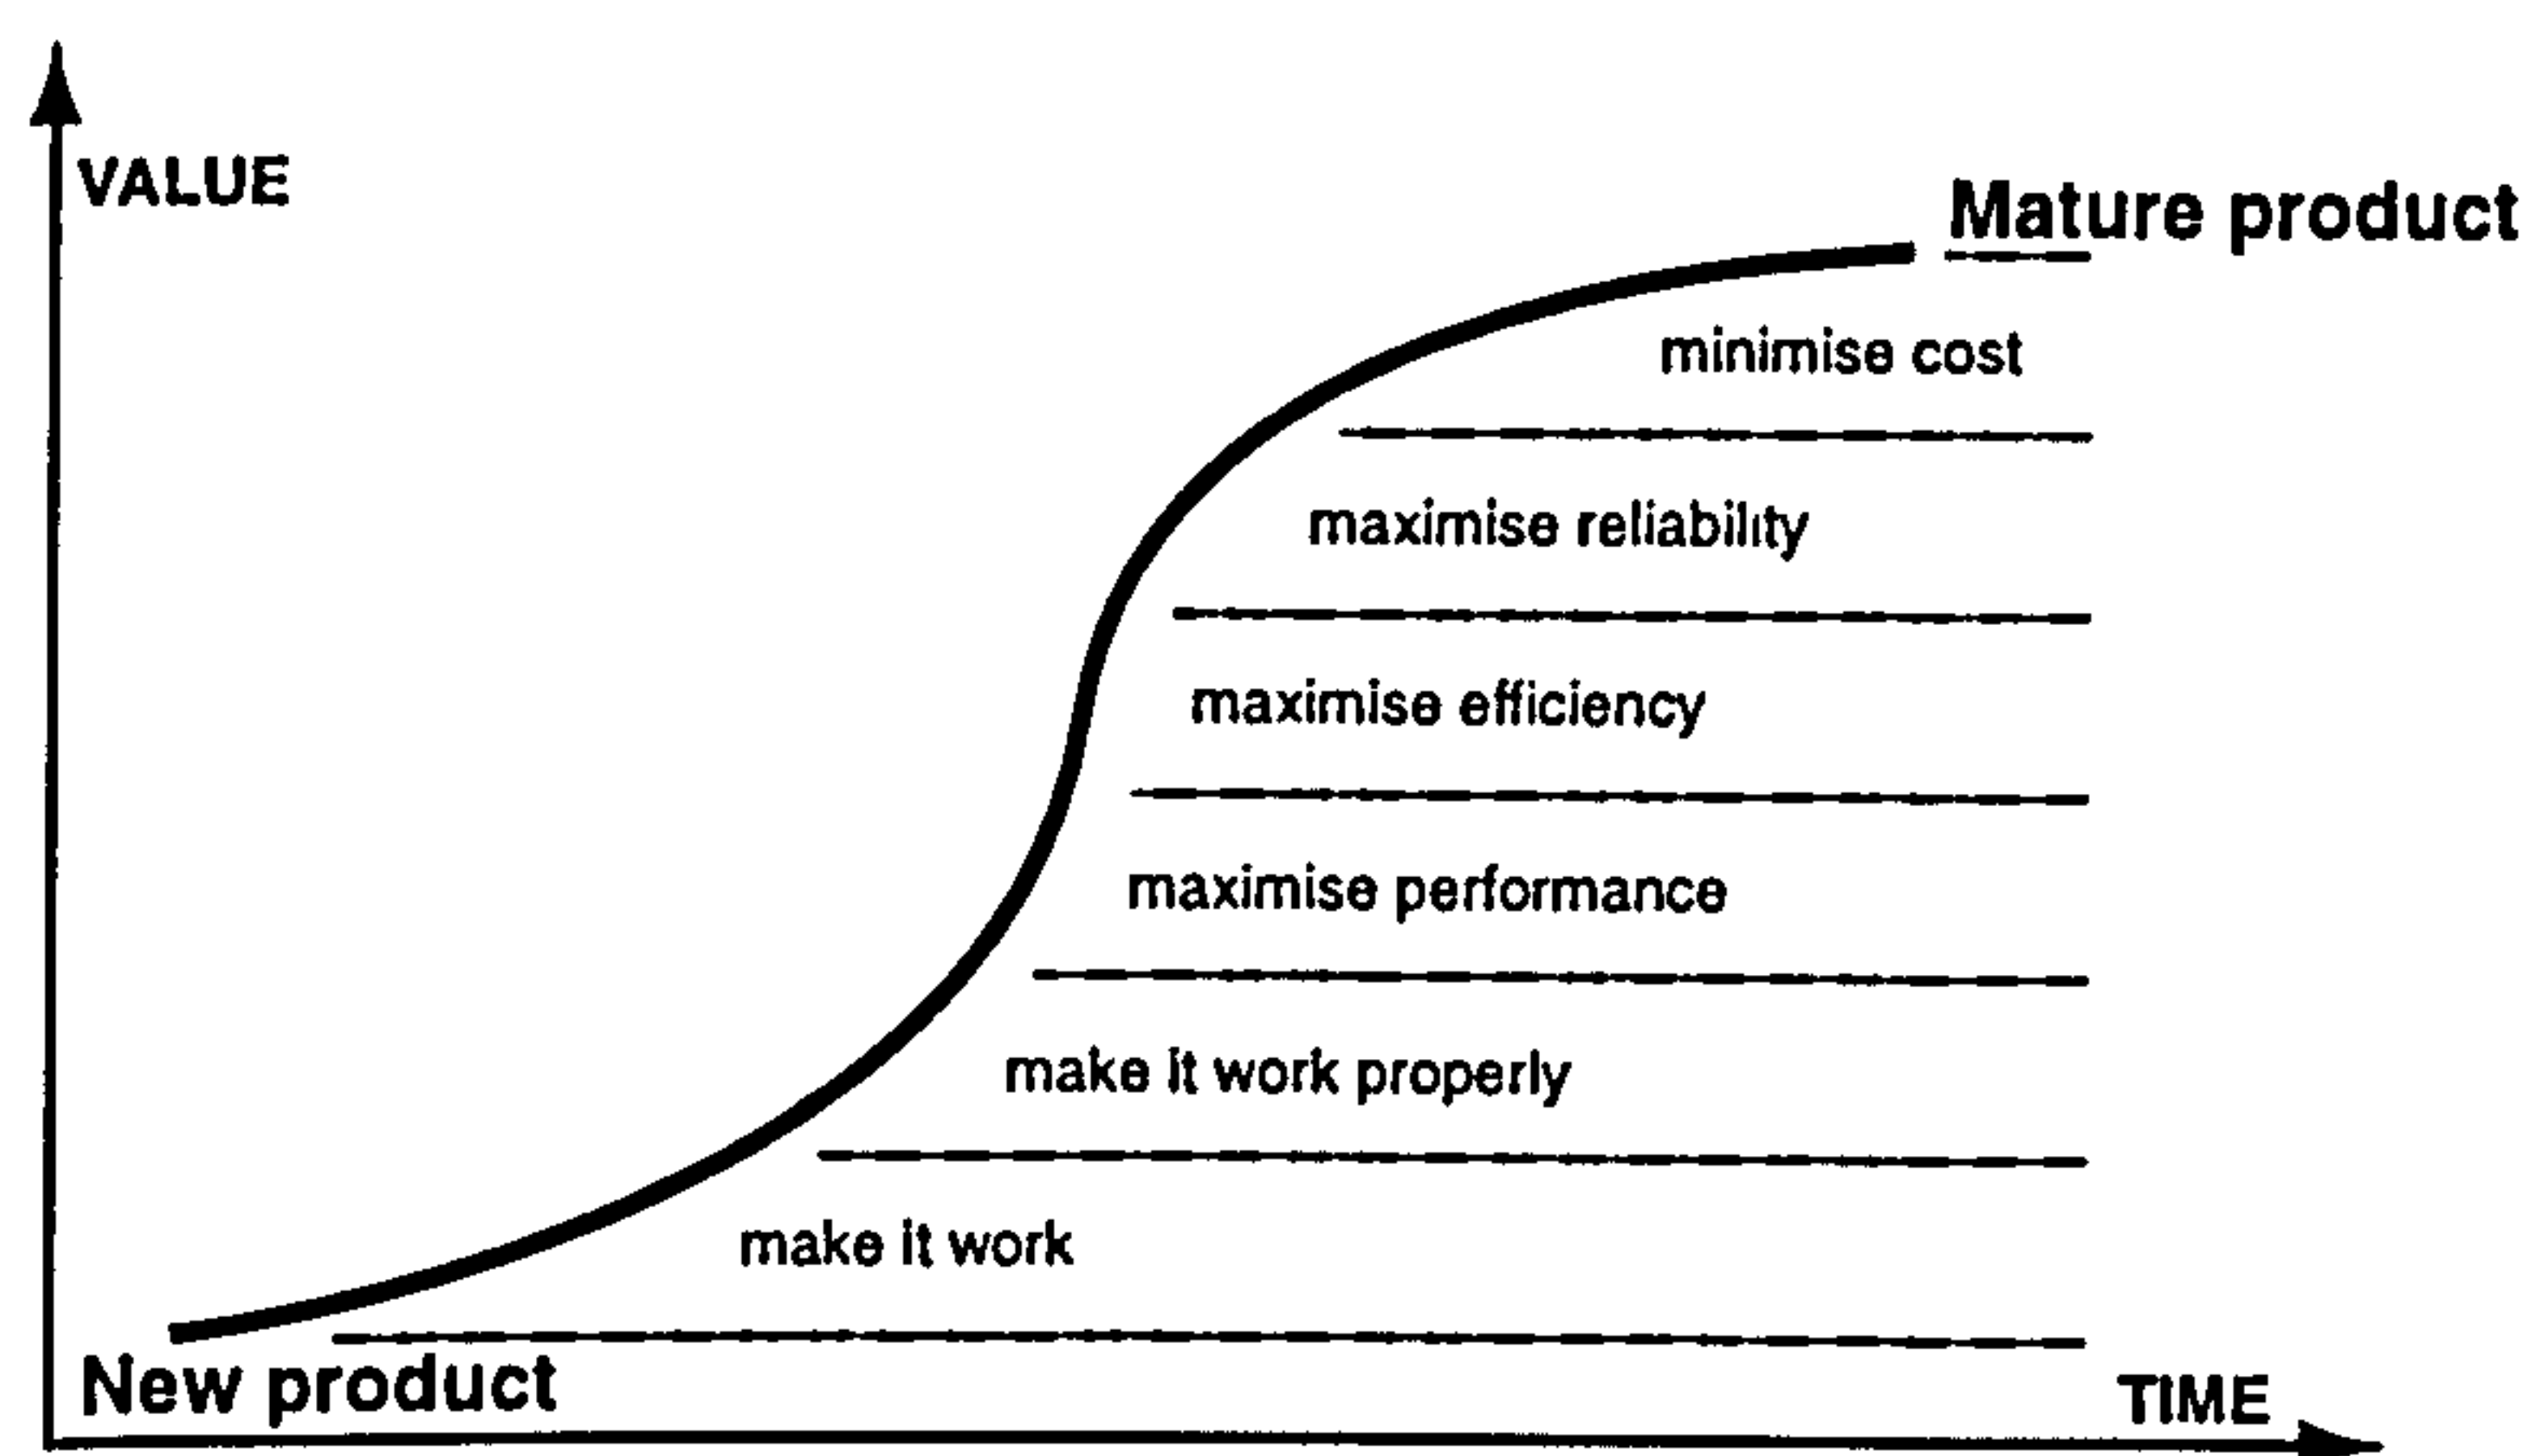 VALUE
Mature product
minimise cost
maximise reliability
maximise efficiency
maximise performance
make it work properly
make it work
New product
TIME